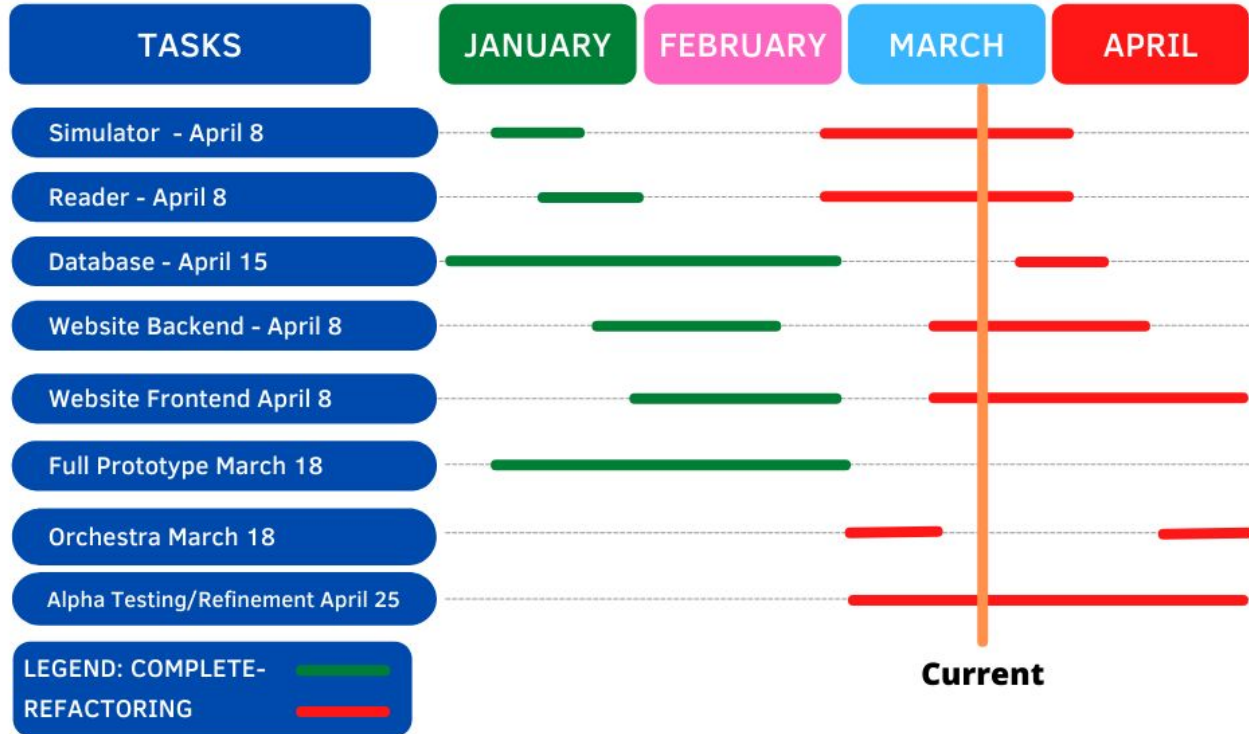 TASKS
JANUARY
FEBRUARY
MARCH
APRIL
Simulator - April 8
Reader - April 8
Database - April 15
Website Backend - April 8
Website Frontend April 8
Full Prototype March 18
Orchestra March 18
Alpha Testing/Refinement April 25
LEGEND: COMPLETE-
REFACTORING
Current